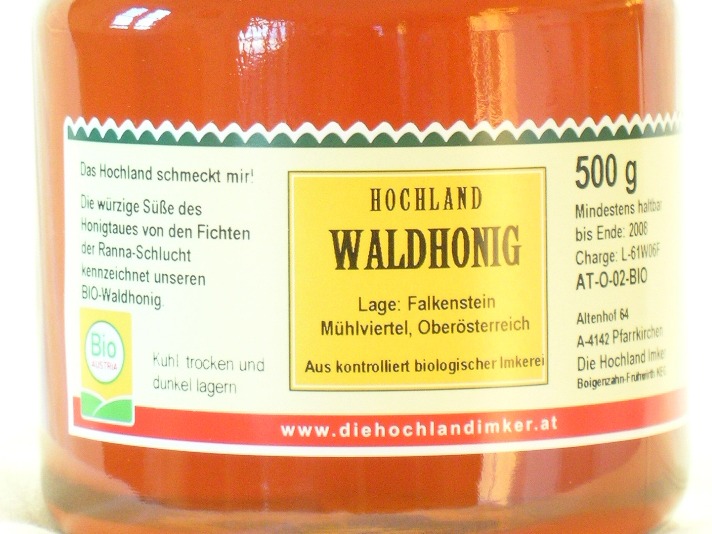 Das Hochland schmeckt mir!
Die würzige Süße des
Honigtaues von den Fichten
der Ranna-Schlucht
kennzeichnet unseren
BIO-Waldhonig
Bio
AUSTRIA
Kühl trocken und
dunkel lagern
HOCHLAND
WALDHONIG
Lage: Falkenstein
Mühlviertel, Oberösterreich
Aus kontrolliert biologischer Imkerei
500 g
Mindestens haltbar
bis Ende: 2008
Charge: L-61W06F
AT-O-02-BIO
Altenhof 64
A-4142 Pfarrkirchen
Die Hochland Imker
Boigenzahn-Fruhwirth KEG
www.diehochlandimker.at